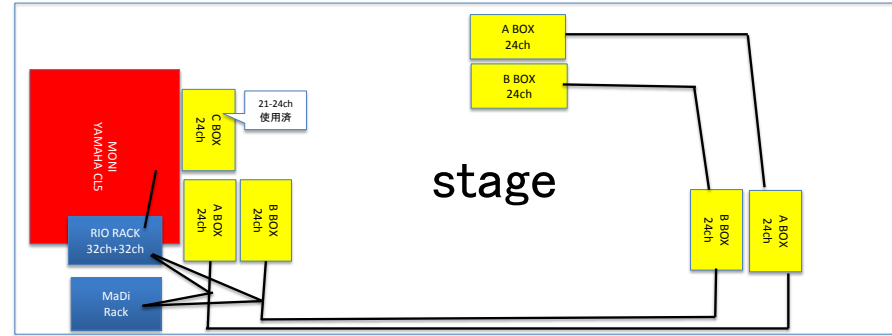 A BOX
24ch
B BOX
24ch
21-24ch
使用済
C BOX
24ch
MONI
YAMAHA CL5
stage
A BOX
24ch
B BOX
24ch
B BOX
24ch
A BOX
24ch
RIO RACK
32ch+32ch
MaDi
Rack